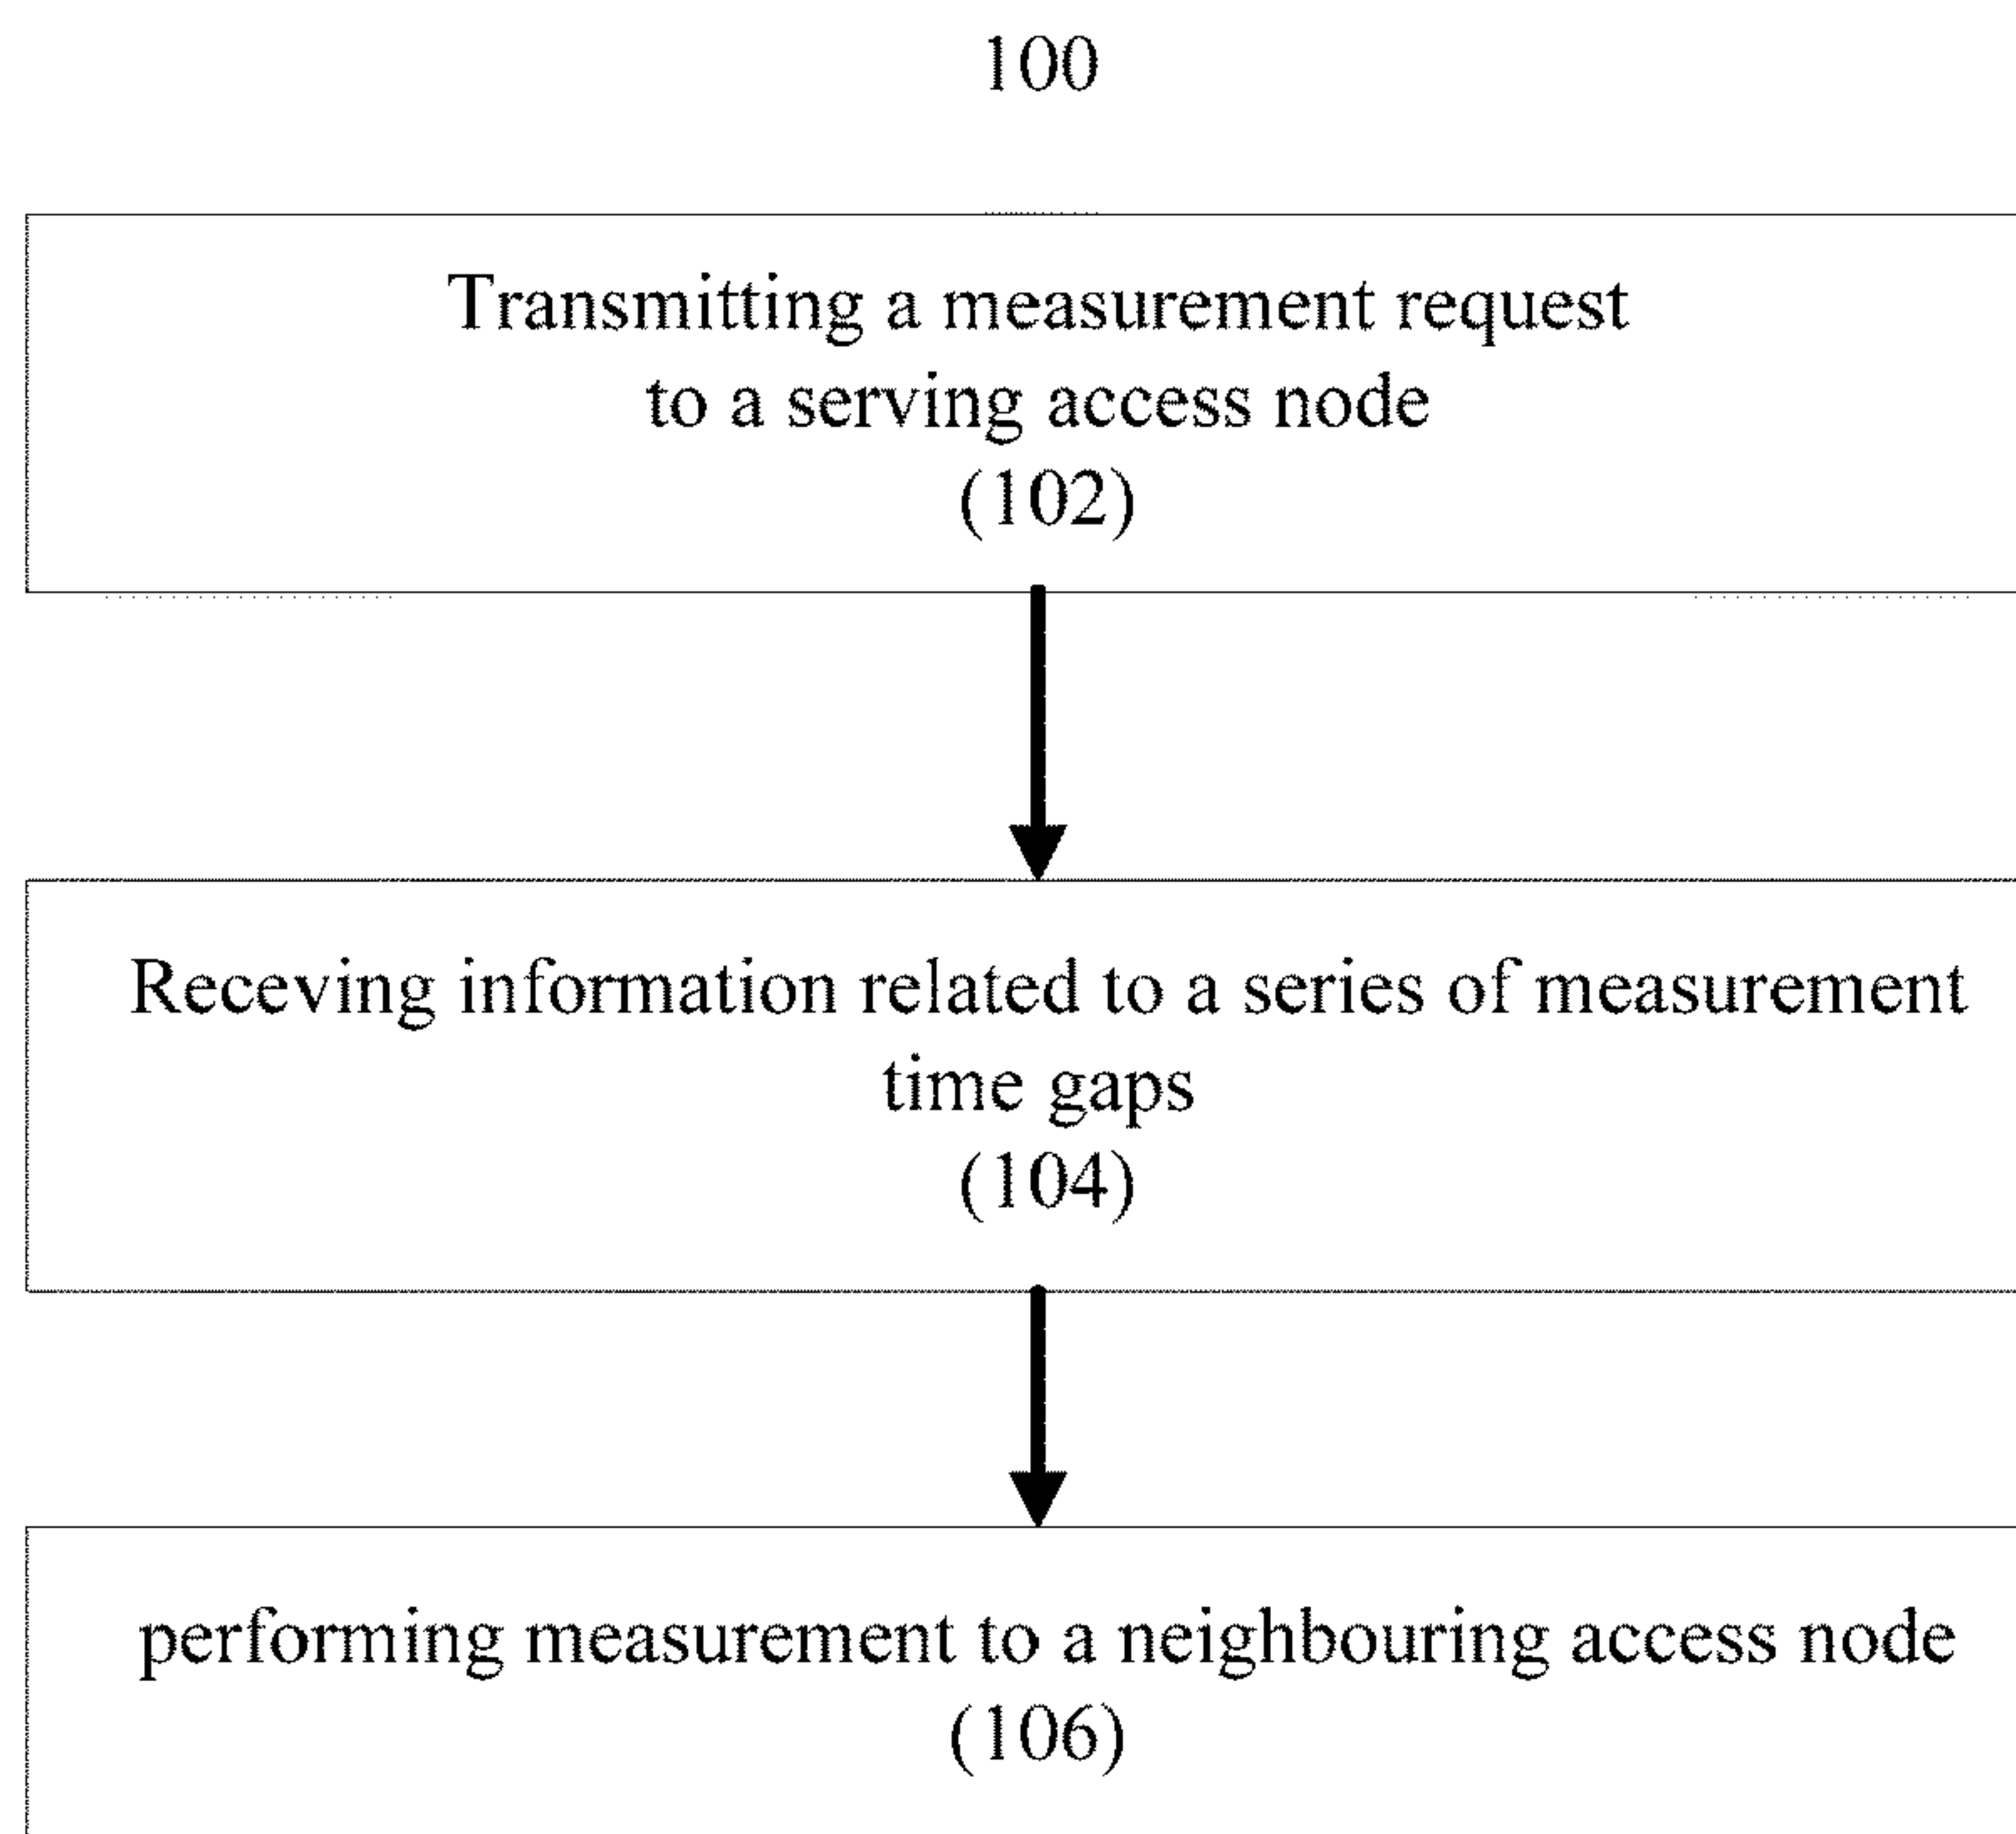 100
Transmitting a measurement request
to a serving access node
(102)
Receving information related to a series of measurement
time gaps
(104)
performing measurement to a neighbouring access node
(106)